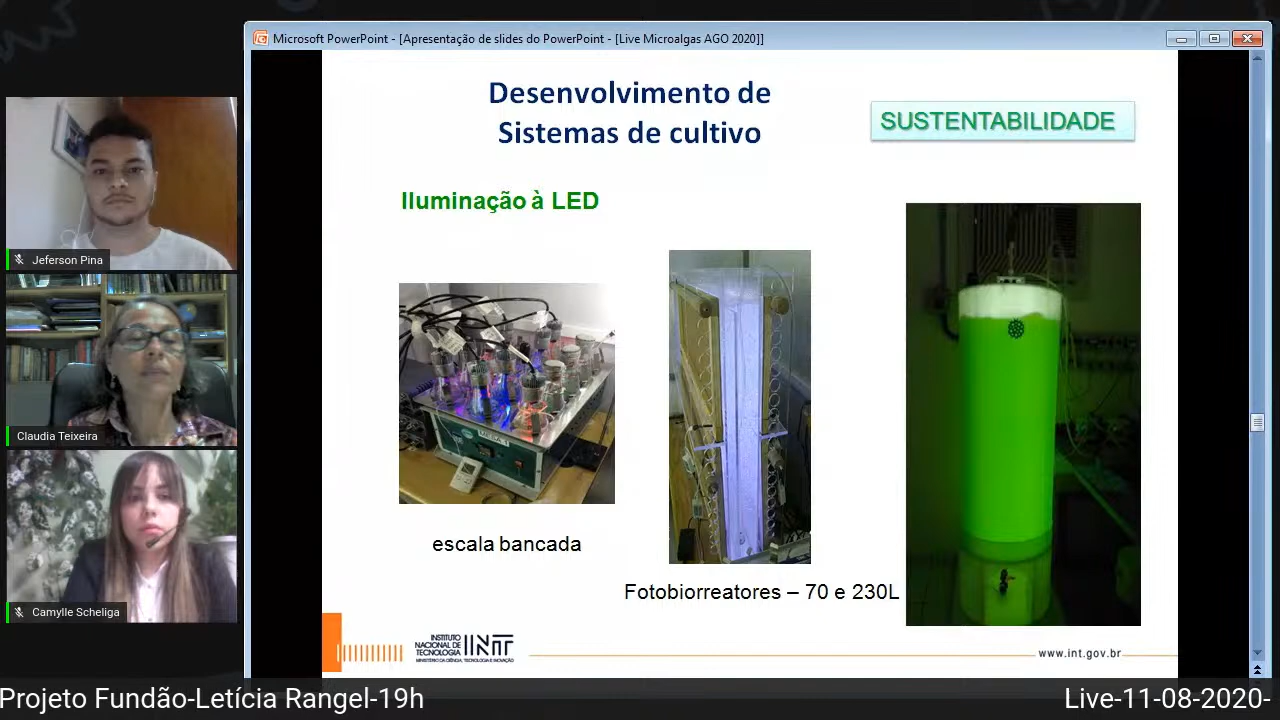 Microsoft PowerPoint - [Apresentação de slides do PowerPoint - [Live Microalgas AGO 2020]]
Desenvolvimento de
Sistemas de cultivo
SUSTENTABILIDADE
Iluminação à LED
escala bancada
Fotobiorreatores – 70 e 230L
INSTITUTO
NACIONAL DE
TECNOLOGIA
INT
MINISTÉRIO DA CIÊNCIA, TECNOLOGIA E INOVAÇÃO
www.int.gov.br
Jeferson Pina
Claudia Teixeira
Camylle Scheliga
Projeto Fundão-Letícia Rangel-19h
Live-11-08-2020-